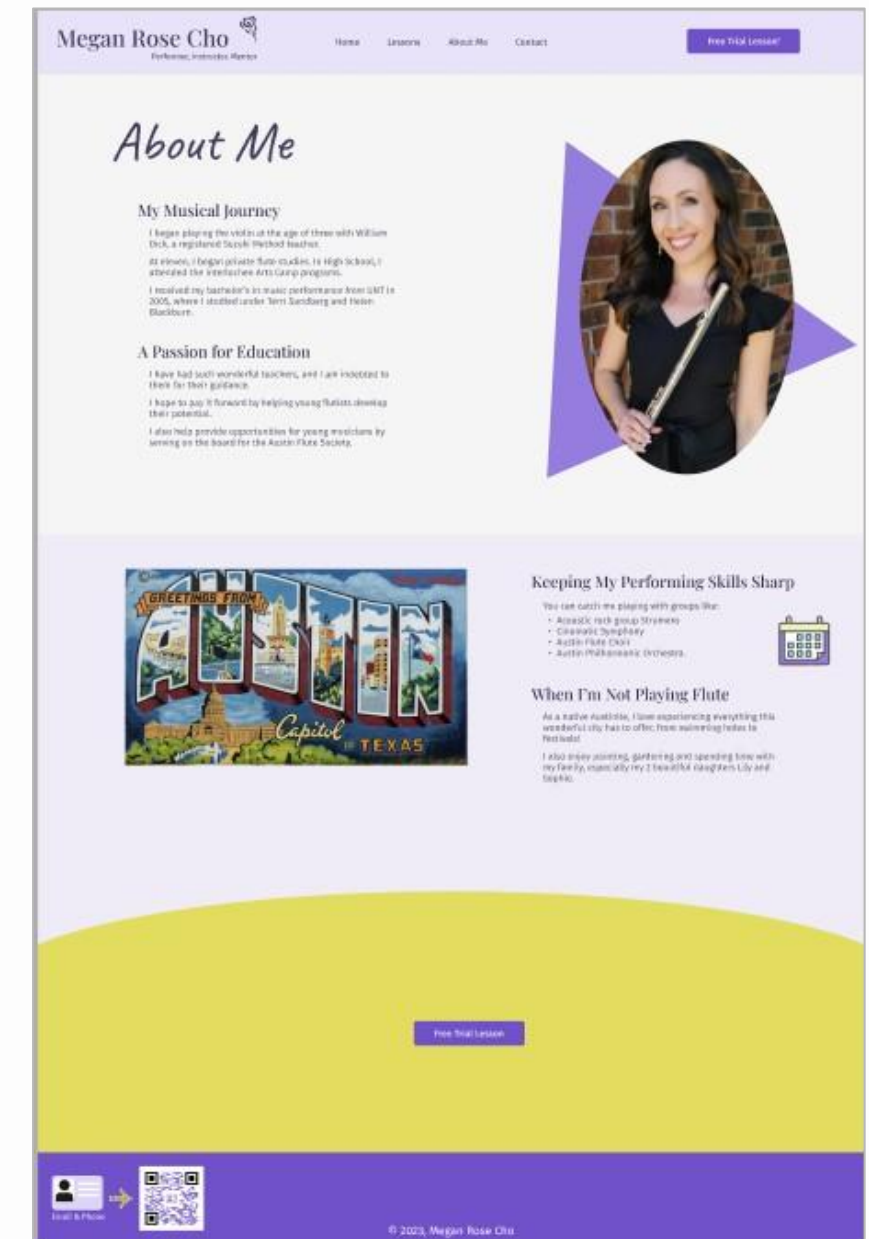 Megan Rose Cho
Performer, Instructor, Mentor
Home Lessons About Me Contact
Free Trial Lesson!
About Me
My Musical Journey
I began playing the violin at the age of three with William
Dick, a registered Suzuki Method teacher.
At eleven, I began private flute studies. In High School, I
attended the Interlochen Arts Camp programs.
I received my bachelor's in music performance from UNT in
2005, where I studied under Terri Sundberg and Helen
Blackburn.
A Passion for Education
I have had such wonderful teachers, and I am indebted to
them for their guidance.
I hope to pay it forward by helping young flutists develop
their potential.
I also help provide opportunities for young musicians by
serving on the board for the Austin Flute Society.
GREETINGS FROM
AUSTIN
Capitol
OF TEXAS
Keeping My Performing Skills Sharp
You can catch me playing with groups like:
• Acoustic rock group Strumero
• Cinematic Symphony
• Austin Flute Choir
• Austin Philharmonic Orchestra.
When I'm Not Playing Flute
As a native Austinite, I love experiencing everything this
wonderful city has to offer, from swimming holes to
festivals!
I also enjoy painting, gardening and spending time with
my family, especially my 2 beautiful daughters Lily and
Sophie.
Free Trial Lesson
Email & Phone
© 2023, Megan Rose Cho